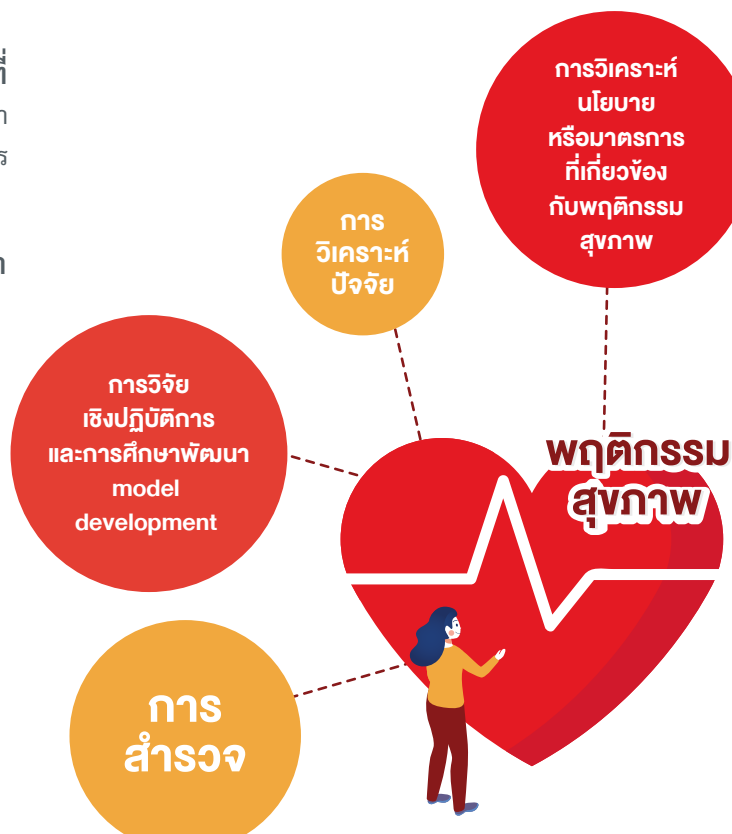 การวิเคราะห์
นโยบาย
หรือมาตรการ
ที่เกี่ยวข้อง
กับพฤติกรรม
สุขภาพ
การ
วิเคราะห์
ปัจจัย
การวิจัย
เชิงปฏิบัติการ
และการศึกษาพัฒนา
model
development
พฤติกรรม
สุขภาพ
การ
สำรวจ